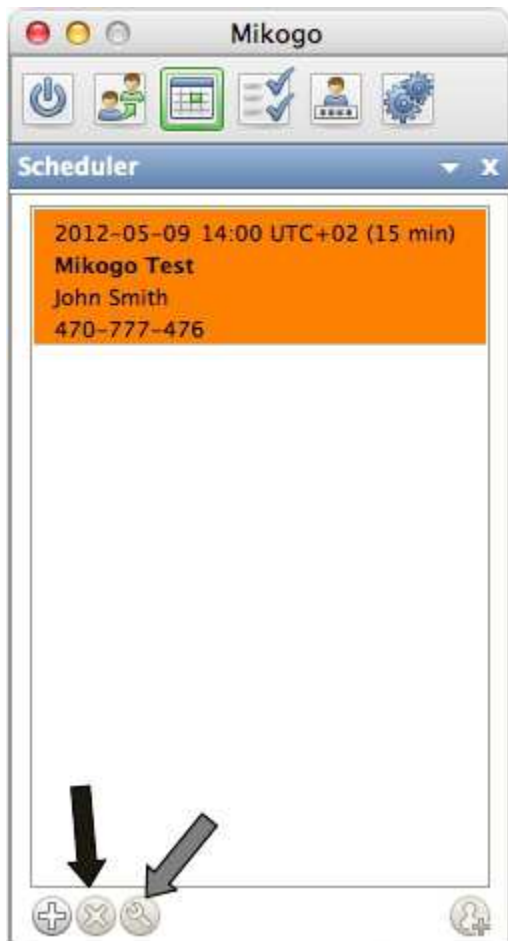 Mikogo
Scheduler
2012-05-09 14:00 UTC+02 (15 min)
Mikogo Test
John Smith
470-777-476